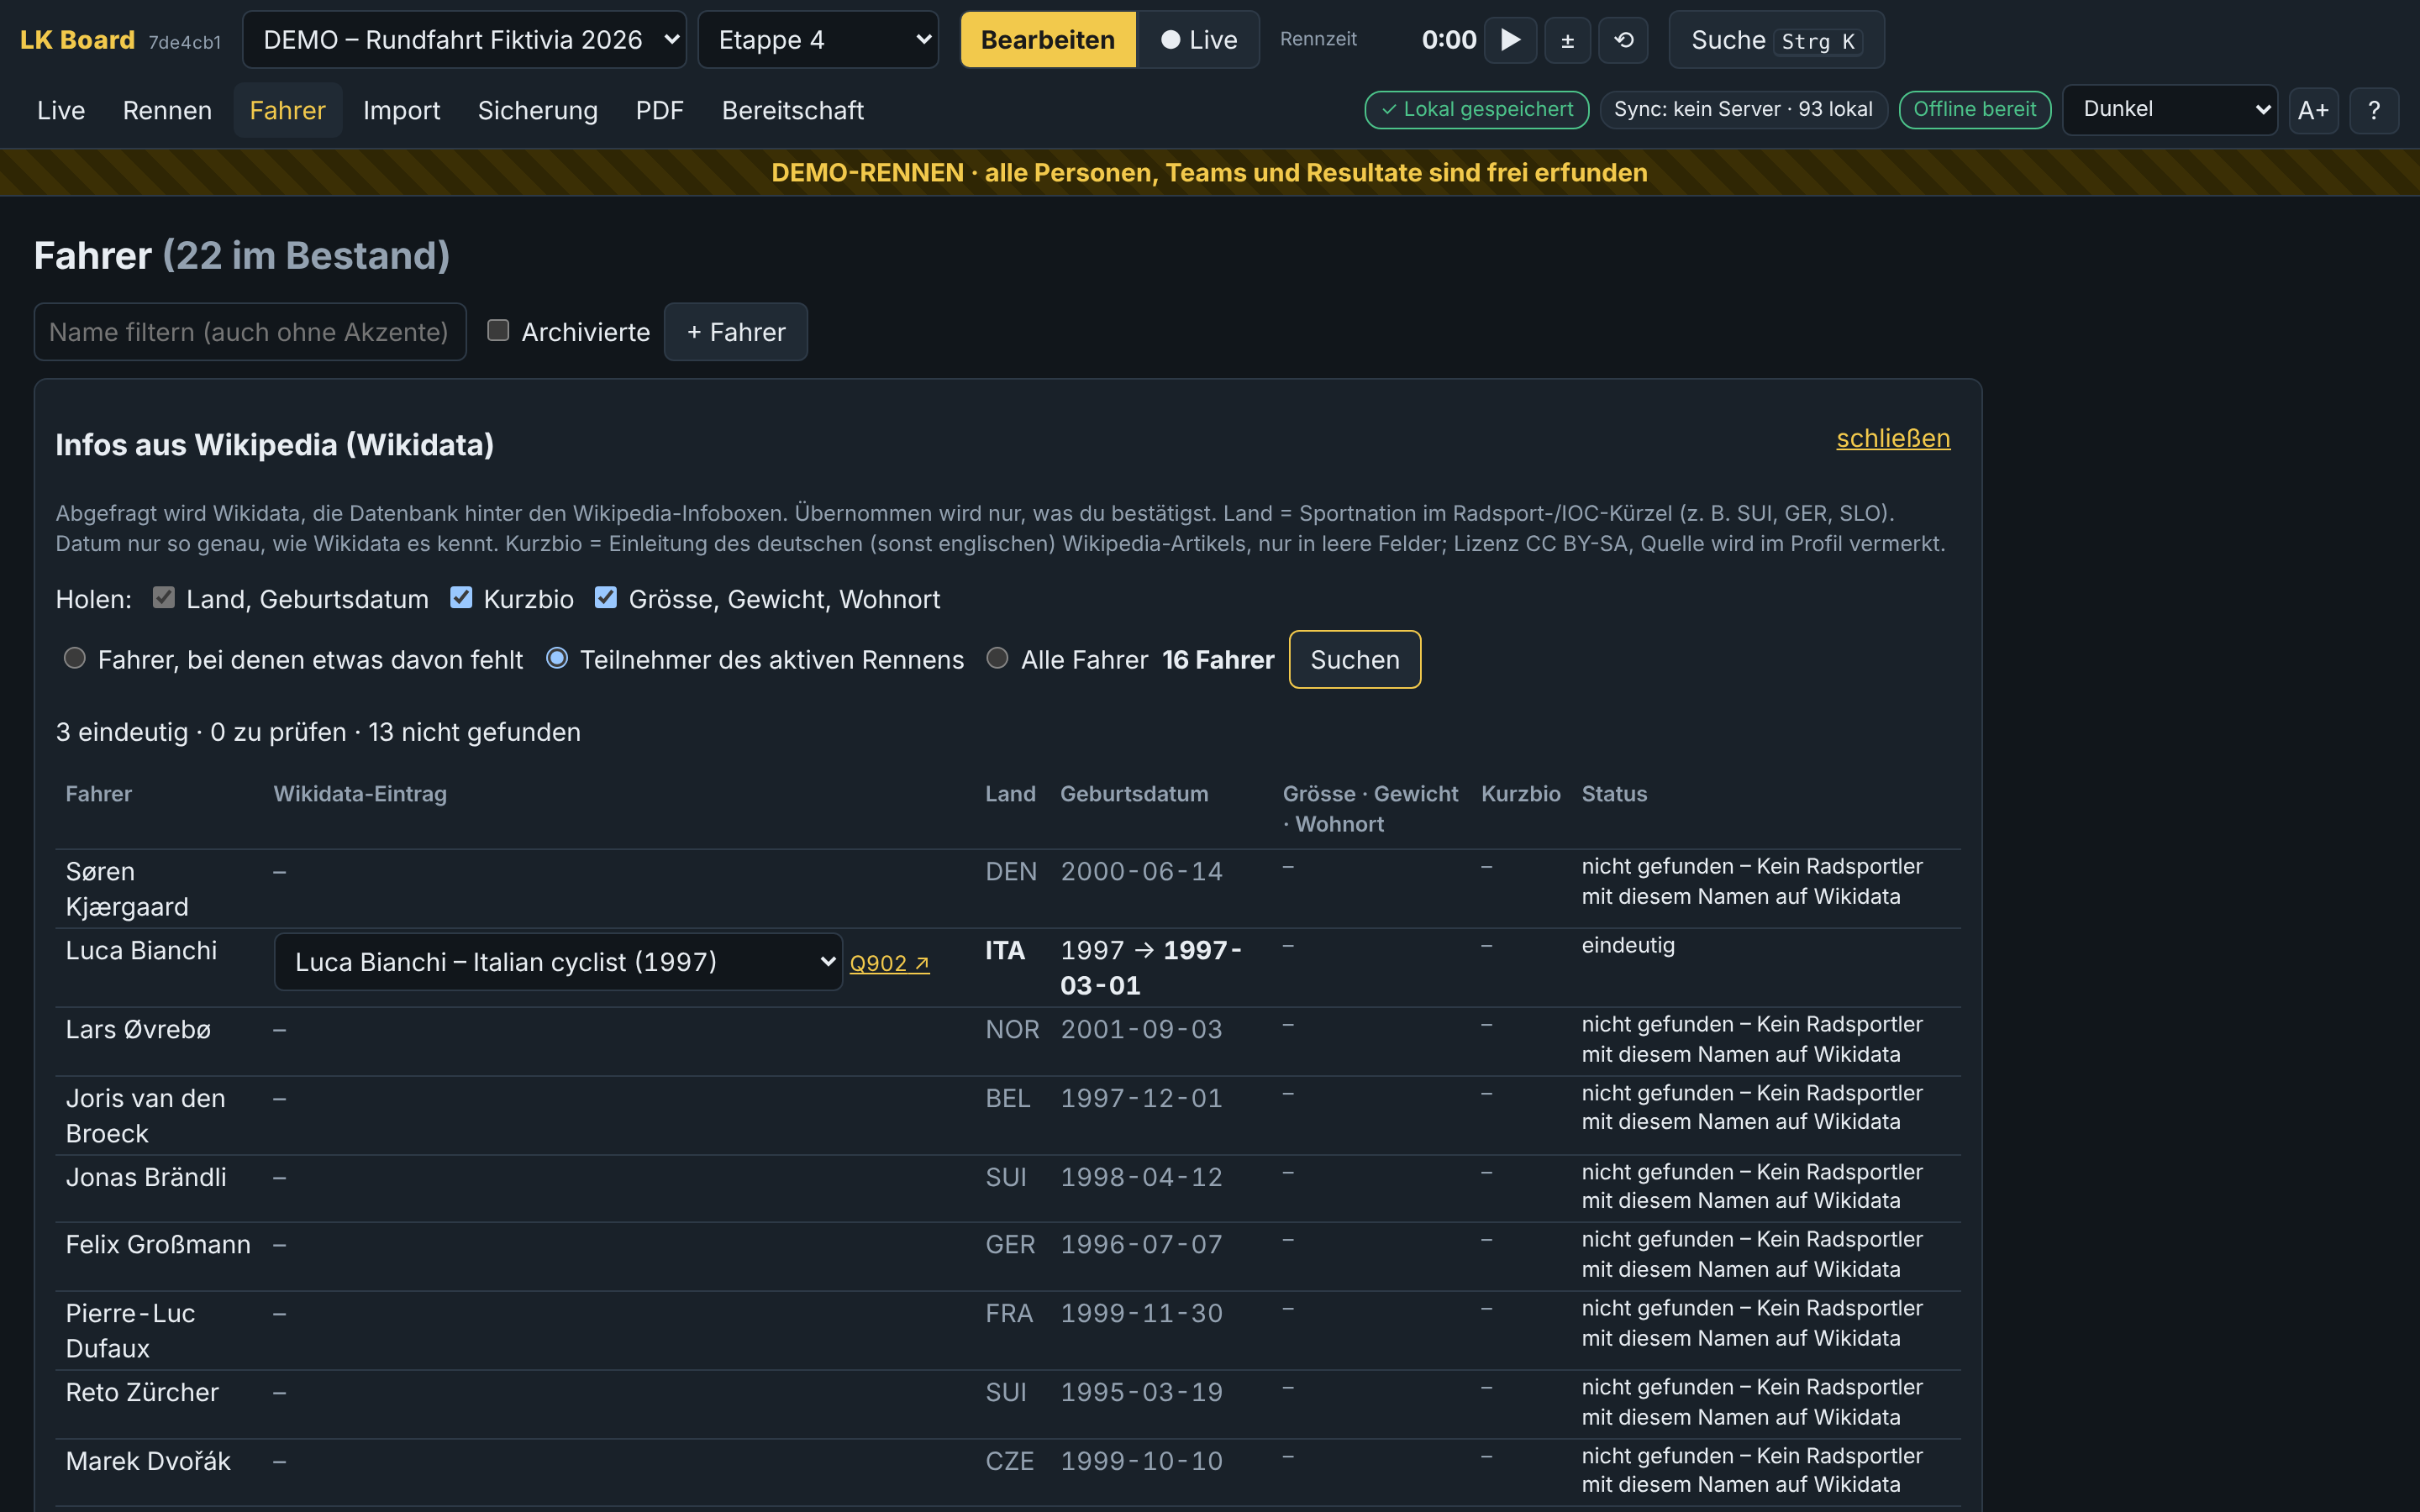 LK Board 7de4cb1 DEMO – Rundfahrt Fiktivia 2026 Etappe 4 Bearbeiten Live Rennzeit 0:00 ± Suche Strg K
Live Rennen Fahrer Import Sicherung PDF Bereitschaft ✓ Lokal gespeichert Sync: kein Server · 93 lokal Offline bereit Dunkel A+ ?
DEMO-RENNEN · alle Personen, Teams und Resultate sind frei erfunden
Fahrer (22 im Bestand)
Name filtern (auch ohne Akzente) Archivierte + Fahrer
Infos aus Wikipedia (Wikidata) schließen
Abgefragt wird Wikidata, die Datenbank hinter den Wikipedia-Infoboxen. Übernommen wird nur, was du bestätigst. Land = Sportnation im Radsport-/IOC-Kürzel (z. B. SUI, GER, SLO).
Datum nur so genau, wie Wikidata es kennt. Kurzbio = Einleitung des deutschen (sonst englischen) Wikipedia-Artikels, nur in leere Felder; Lizenz CC BY-SA, Quelle wird im Profil vermerkt.
Holen: Land, Geburtsdatum Kurzbio Grösse, Gewicht, Wohnort
Fahrer, bei denen etwas davon fehlt Teilnehmer des aktiven Rennens Alle Fahrer 16 Fahrer Suchen
3 eindeutig · 0 zu prüfen · 13 nicht gefunden
Fahrer Wikidata-Eintrag Land Geburtsdatum Grösse · Gewicht Kurzbio Status
· Wohnort
Søren – DEN 2000-06-14 – – nicht gefunden – Kein Radsportler
Kjærgaard mit diesem Namen auf Wikidata
Luca Bianchi Luca Bianchi – Italian cyclist (1997) Q902 ↗ ITA 1997 → 1997- – – eindeutig
03-01
Lars Øvrebø – NOR 2001-09-03 – – nicht gefunden – Kein Radsportler
mit diesem Namen auf Wikidata
Joris van den – BEL 1997-12-01 – – nicht gefunden – Kein Radsportler
Broeck mit diesem Namen auf Wikidata
Jonas Brändli – SUI 1998-04-12 – – nicht gefunden – Kein Radsportler
mit diesem Namen auf Wikidata
Felix Großmann – GER 1996-07-07 – – nicht gefunden – Kein Radsportler
mit diesem Namen auf Wikidata
Pierre-Luc – FRA 1999-11-30 – – nicht gefunden – Kein Radsportler
Dufaux mit diesem Namen auf Wikidata
Reto Zürcher – SUI 1995-03-19 – – nicht gefunden – Kein Radsportler
mit diesem Namen auf Wikidata
Marek Dvořák – CZE 1999-10-10 – – nicht gefunden – Kein Radsportler
mit diesem Namen auf Wikidata